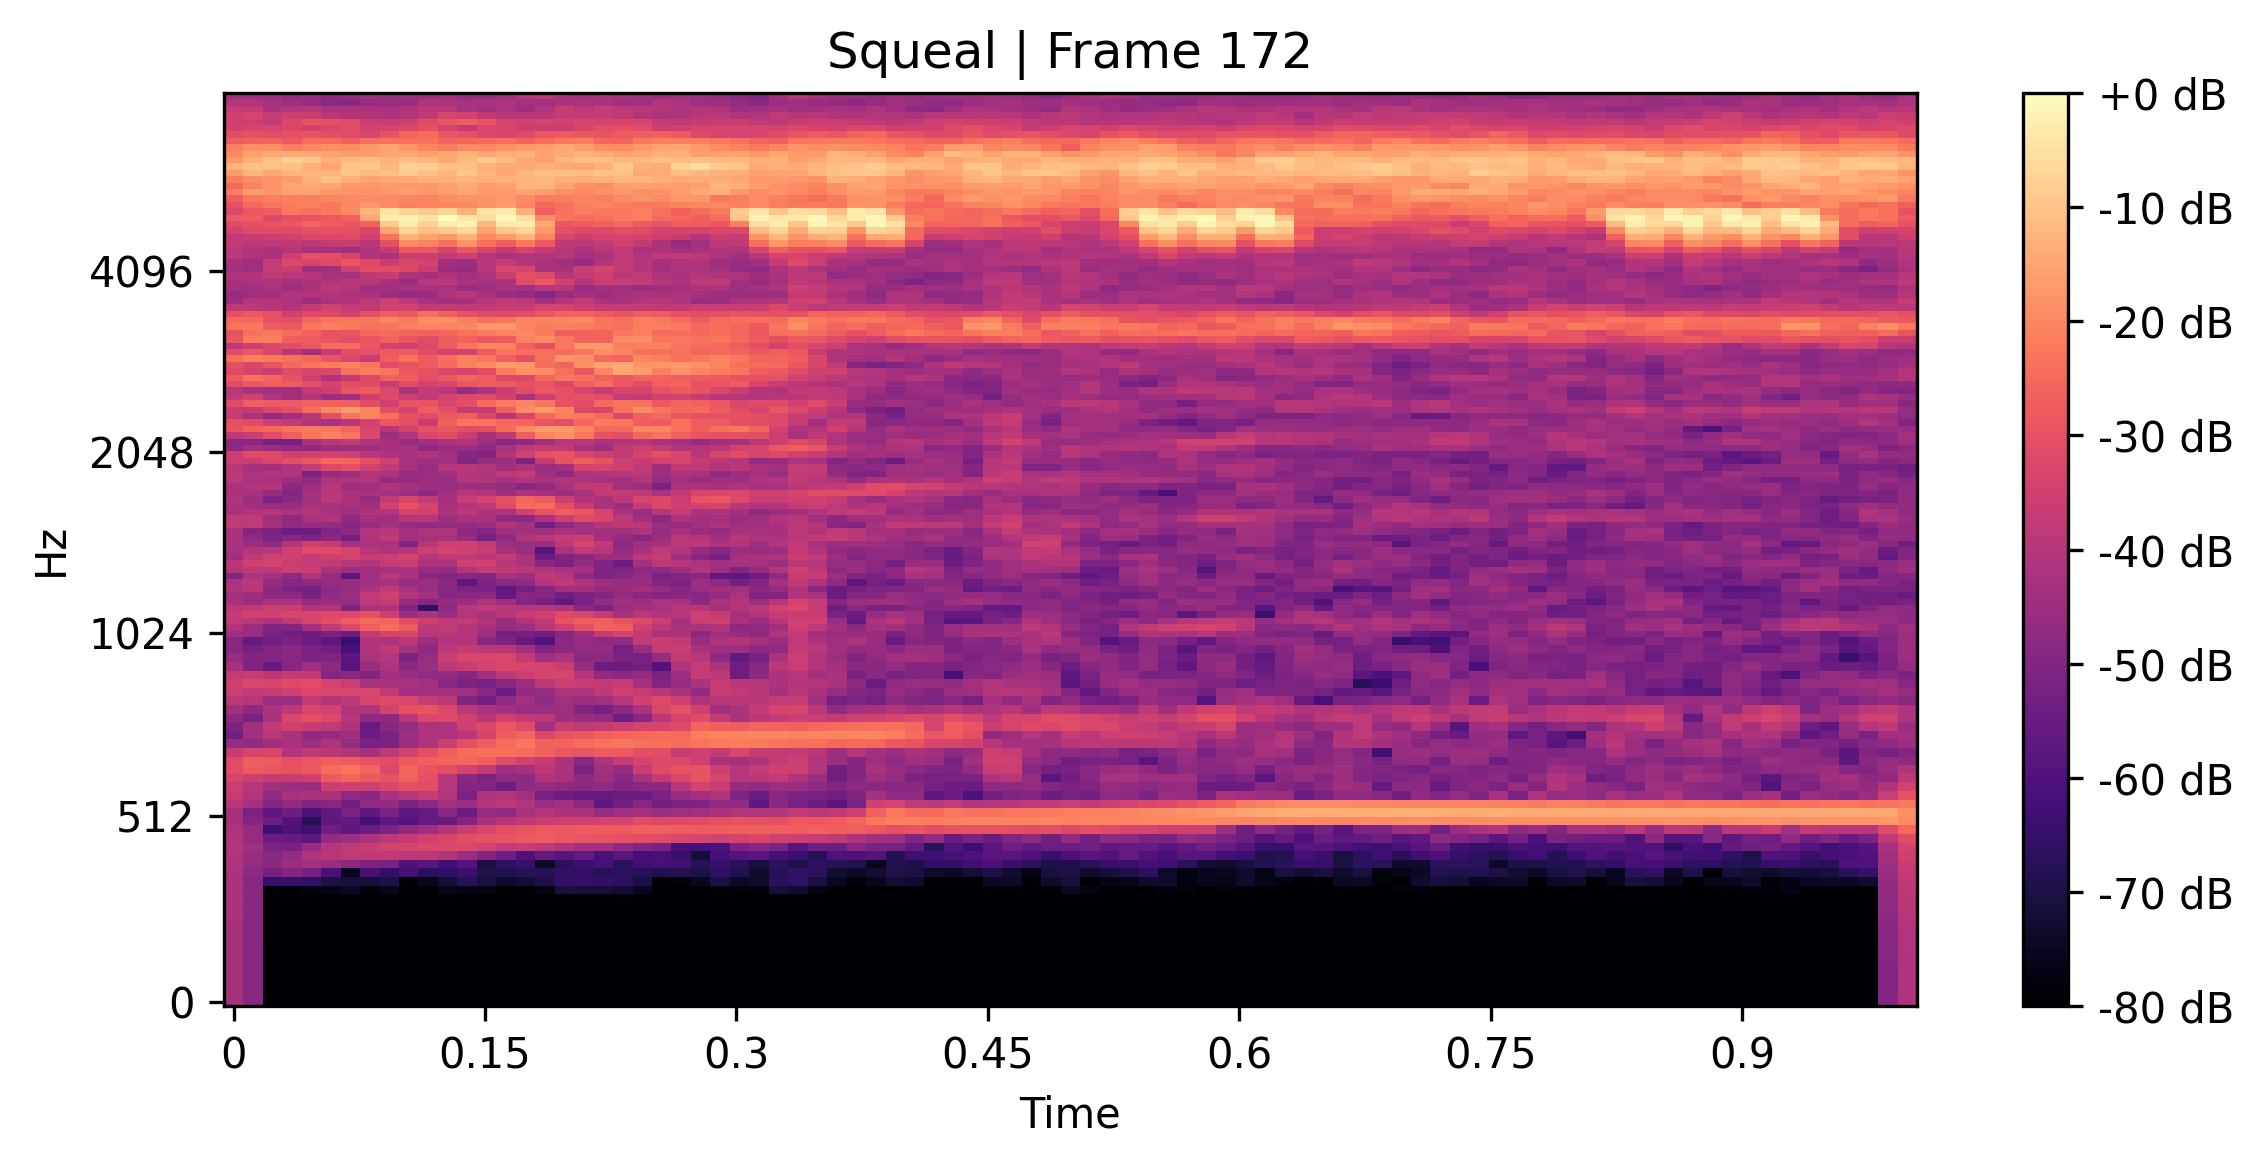 Squeal | Frame 172
Hz
4096
2048
1024
512
0
0 0.15 0.3 0.45 0.6 0.75 0.9
Time
+0 dB
-10 dB
-20 dB
-30 dB
-40 dB
-50 dB
-60 dB
-70 dB
-80 dB